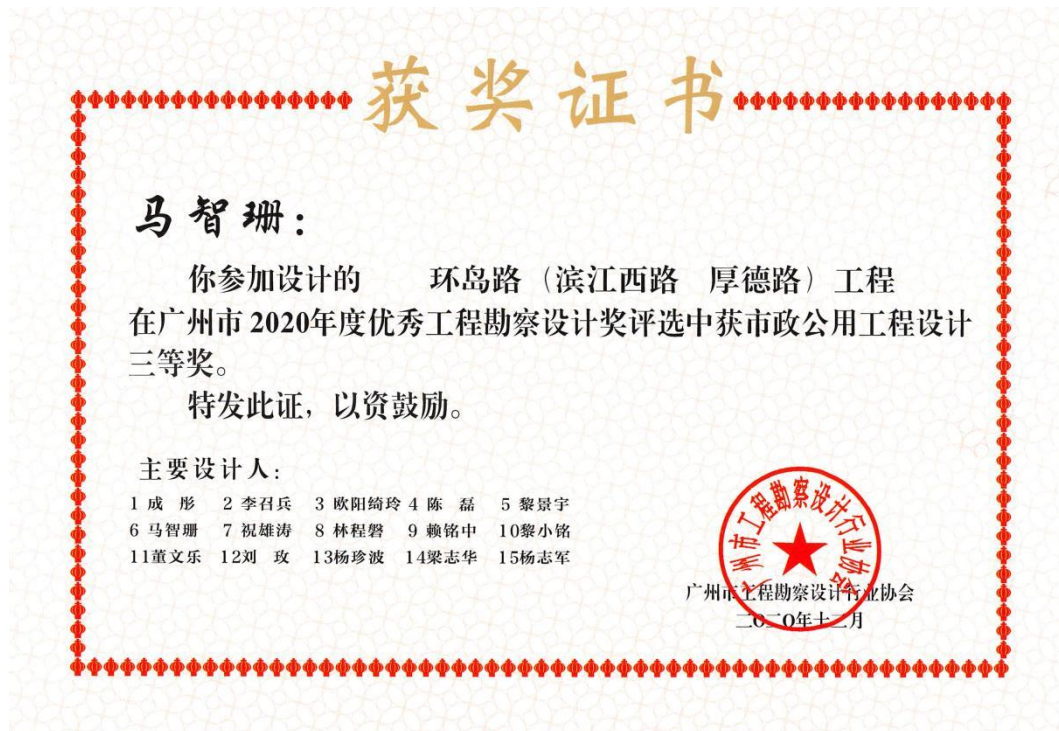 获奖证书
马智珊：
你参加设计的 环岛路（滨江西路 厚德路）工程
在广州市2020年度优秀工程勘察设计奖评选中获市政公用工程设计
三等奖。
特发此证，以资鼓励。
主要设计人：
1 成 彤 2 李召兵 3 欧阳绮玲 4 陈 磊 5 黎景宇
6 马智珊 7 祝雄涛 8 林程磐 9 赖铭中 10黎小铭
11董文乐 12刘 玫 13杨珍波 14梁志华 15杨志军
广州市工程勘察设计行业协会
广州市工程勘察设计行业协会
二〇二〇年十二月